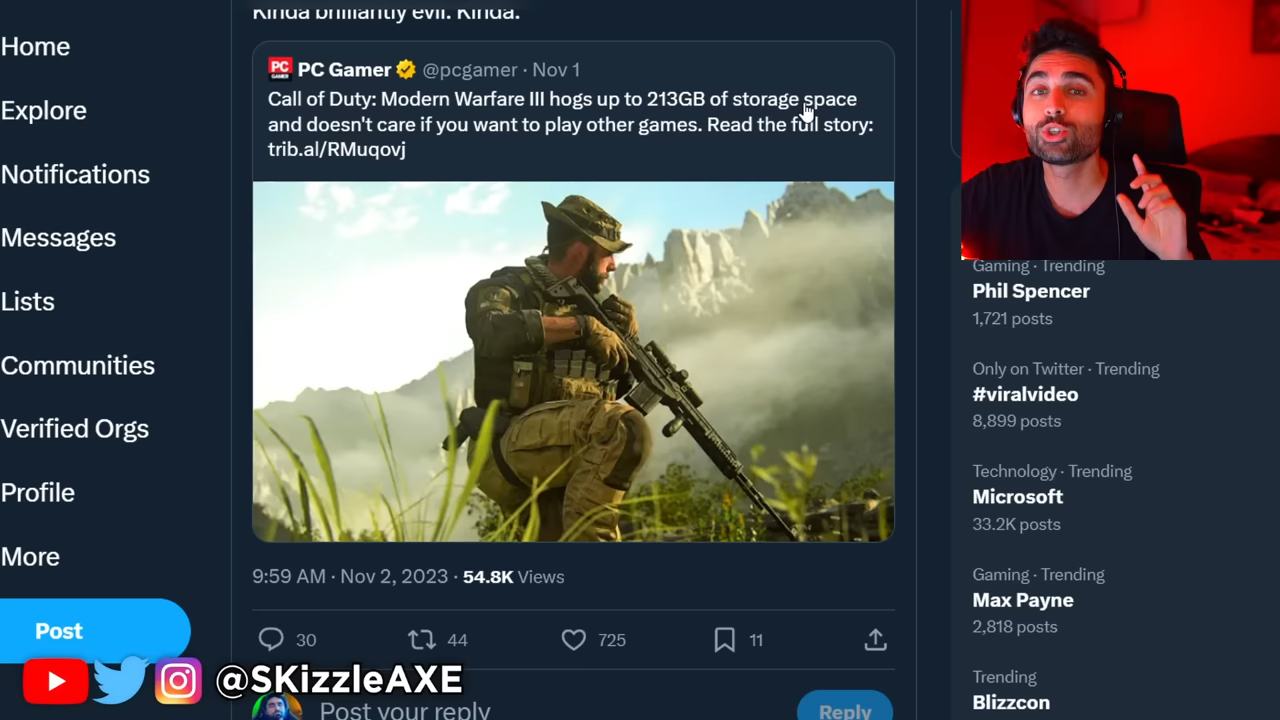 Kinda brilliantly evil. Kinda.
Home
Explore
Notifications
Messages
Lists
Communities
Verified Orgs
Profile
More
Post
PC
GAMER
PC Gamer @pcgamer · Nov 1
Call of Duty: Modern Warfare III hogs up to 213GB of storage space
and doesn't care if you want to play other games. Read the full story:
trib.al/RMuqovj
9:59 AM · Nov 2, 2023 · 54.8K Views
30
44
725
11
Post your reply
Reply
@SKizzleAXE
Gaming · Trending
Phil Spencer
1,721 posts
Only on Twitter · Trending
#viralvideo
8,899 posts
Technology · Trending
Microsoft
33.2K posts
Gaming · Trending
Max Payne
2,818 posts
Trending
Blizzcon